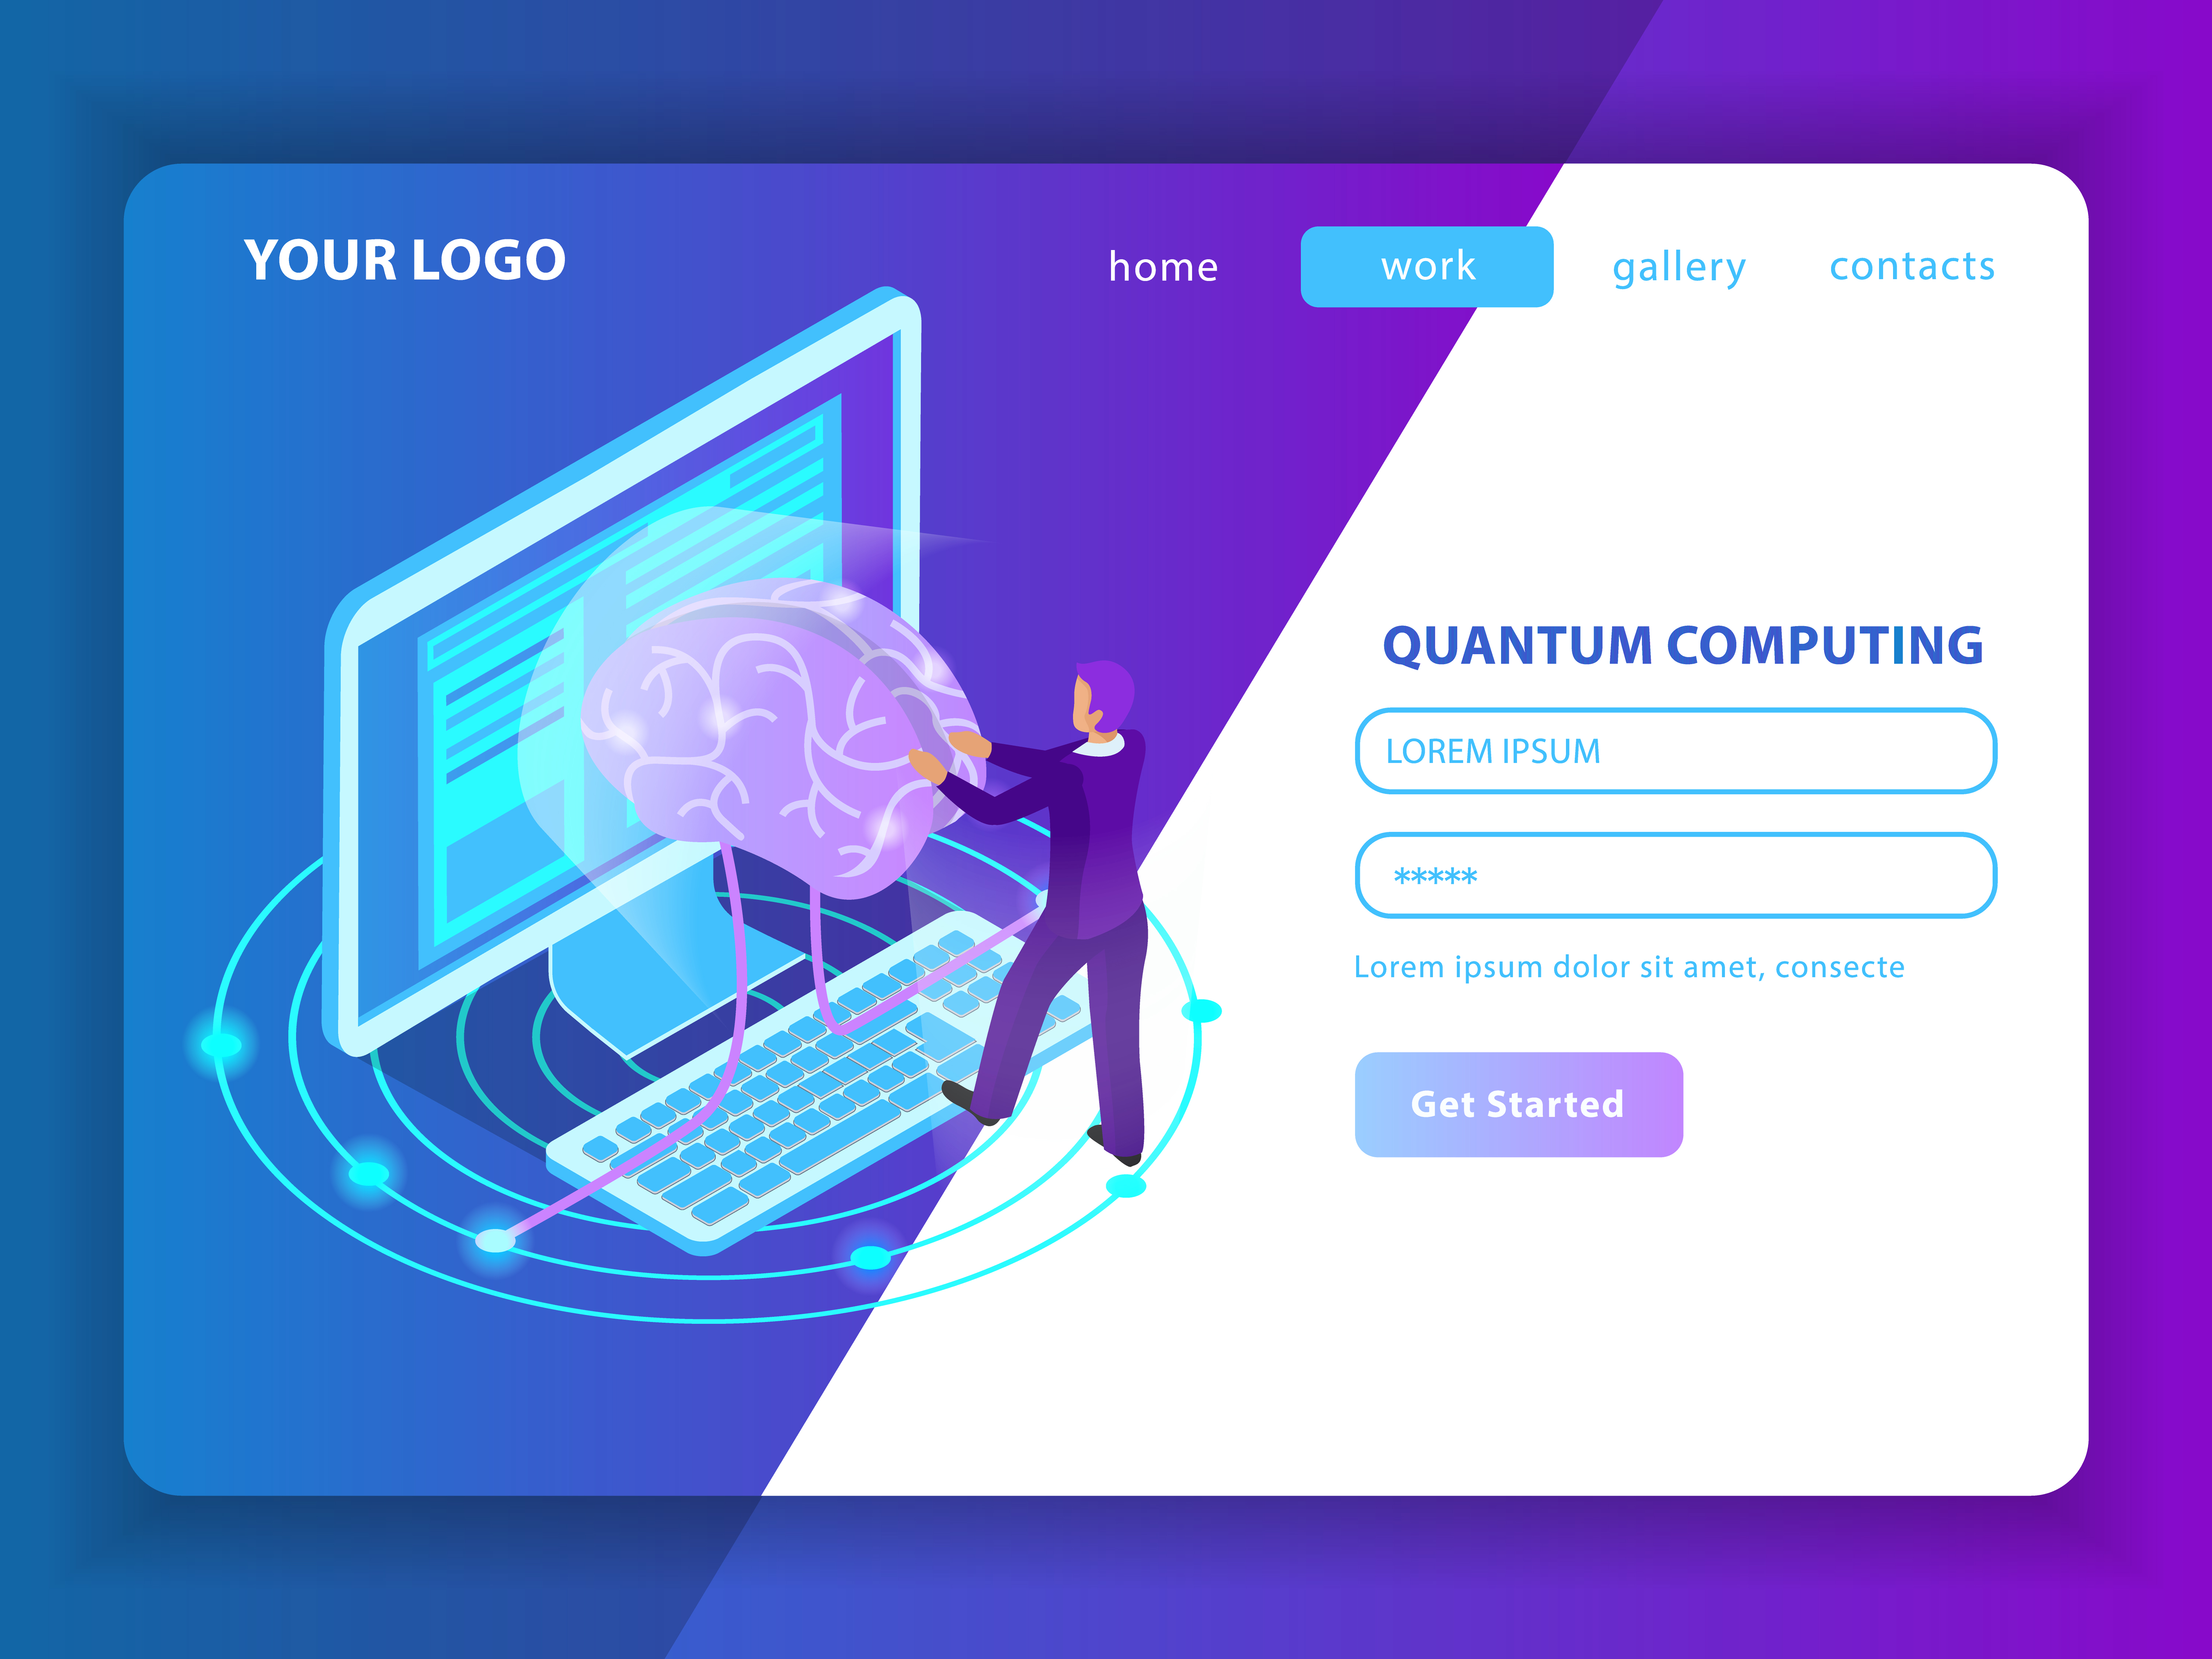 YOUR LOGO
home
work
gallery
contacts
QUANTUM COMPUTING
LOREM IPSUM
*****
Lorem ipsum dolor sit amet, consecte
Get Started